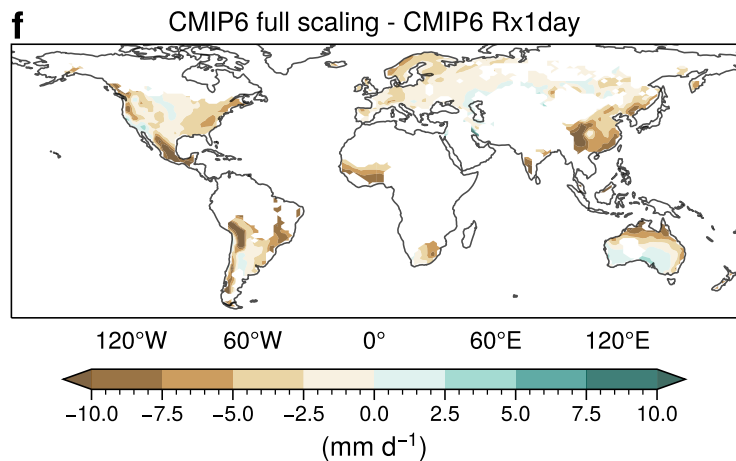 f CMIP6 full scaling - CMIP6 Rx1day
120°W 60°W 0° 60°E 120°E
−10.0 −7.5 −5.0 −2.5 0.0 2.5 5.0 7.5 10.0
(mm d⁻¹)